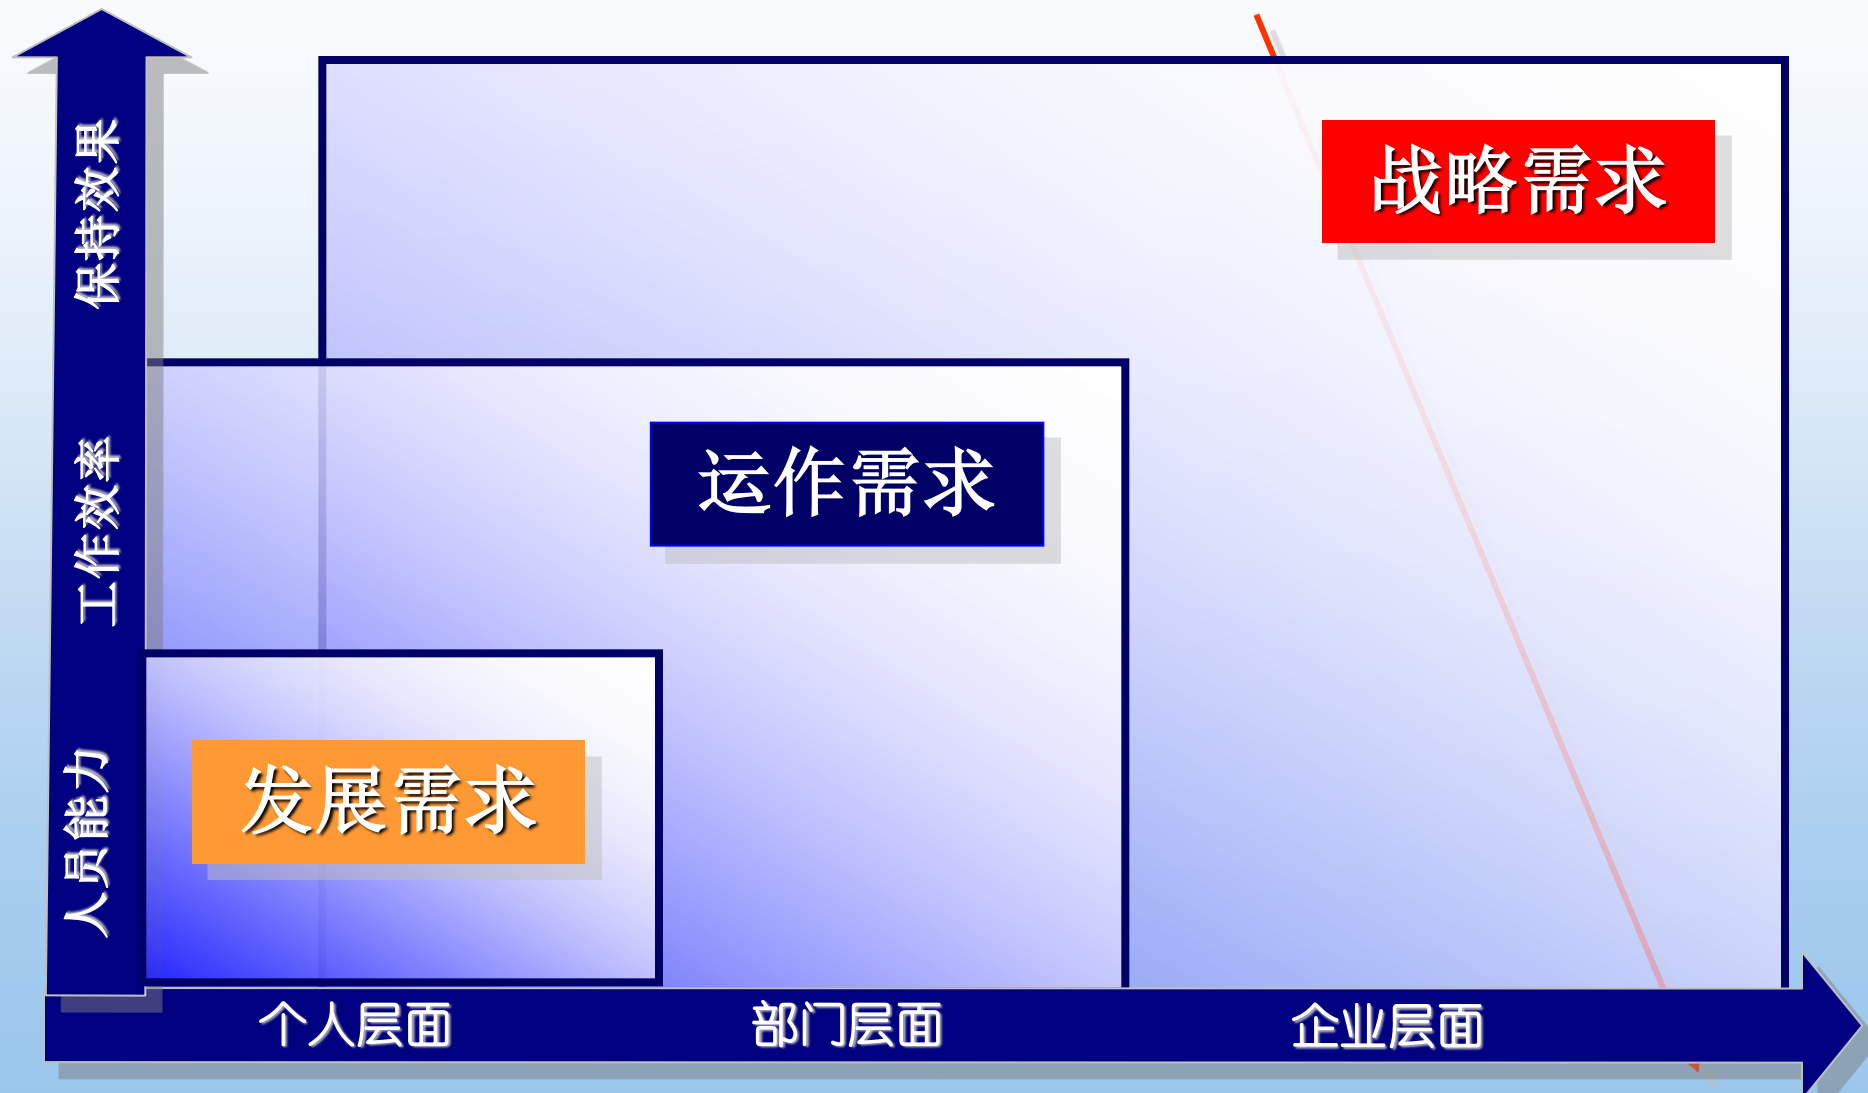 保持效果
战略需求
工作效率
运作需求
人员能力
发展需求
个人层面
部门层面
企业层面